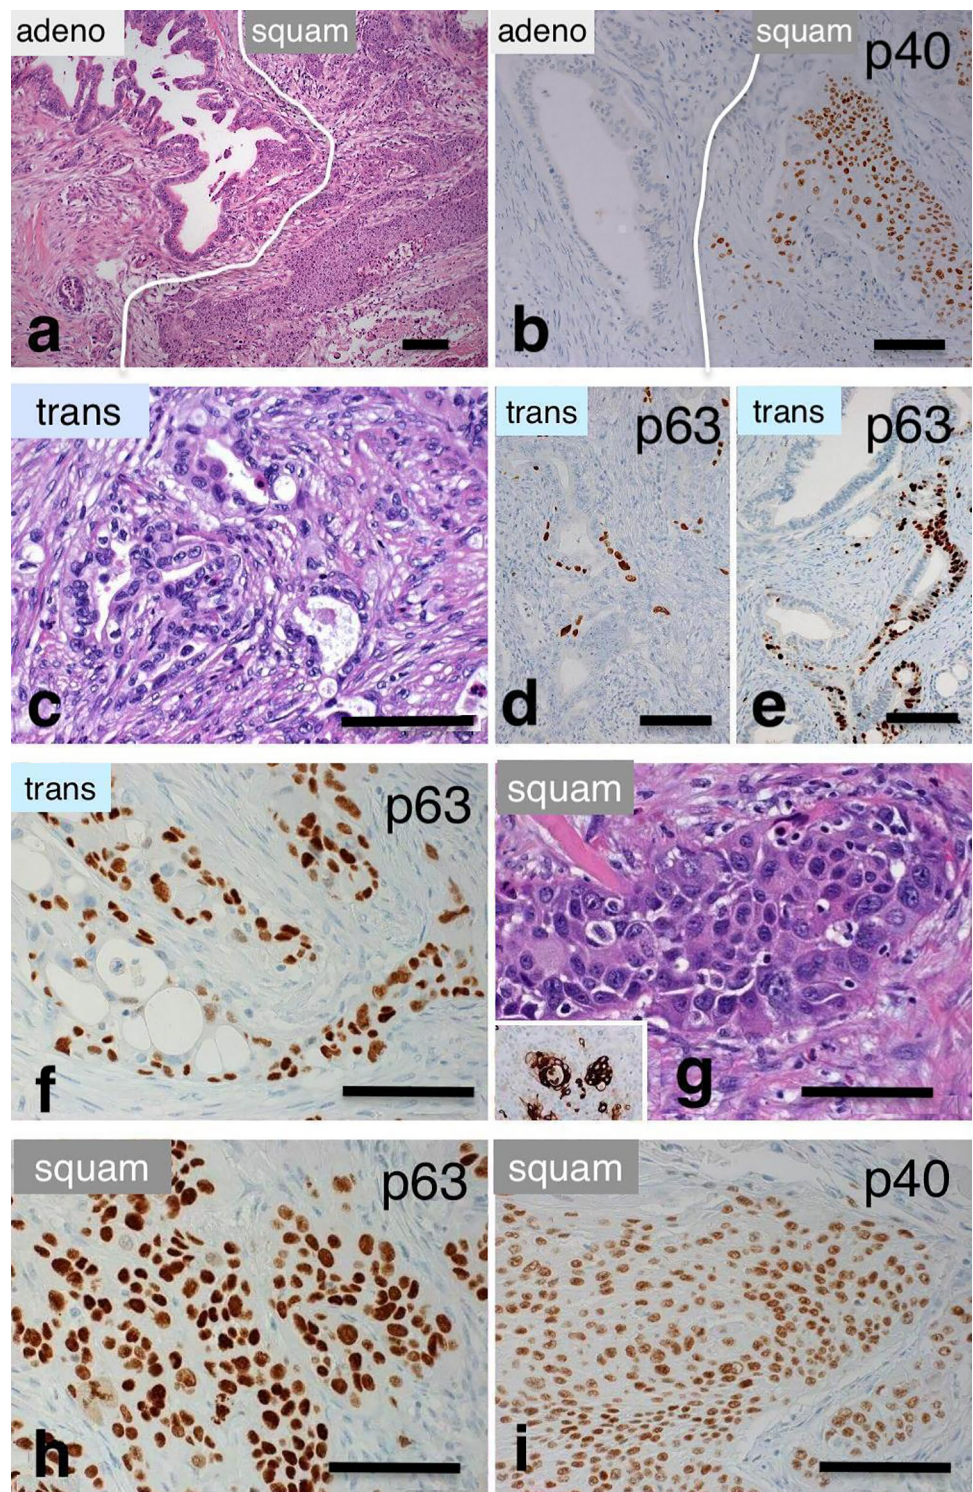 adeno
squam
a
adeno
squam
p40
b
trans
c
trans
p63
d
trans
p63
e
trans
p63
f
squam
g
squam
p63
h
squam
p40
i